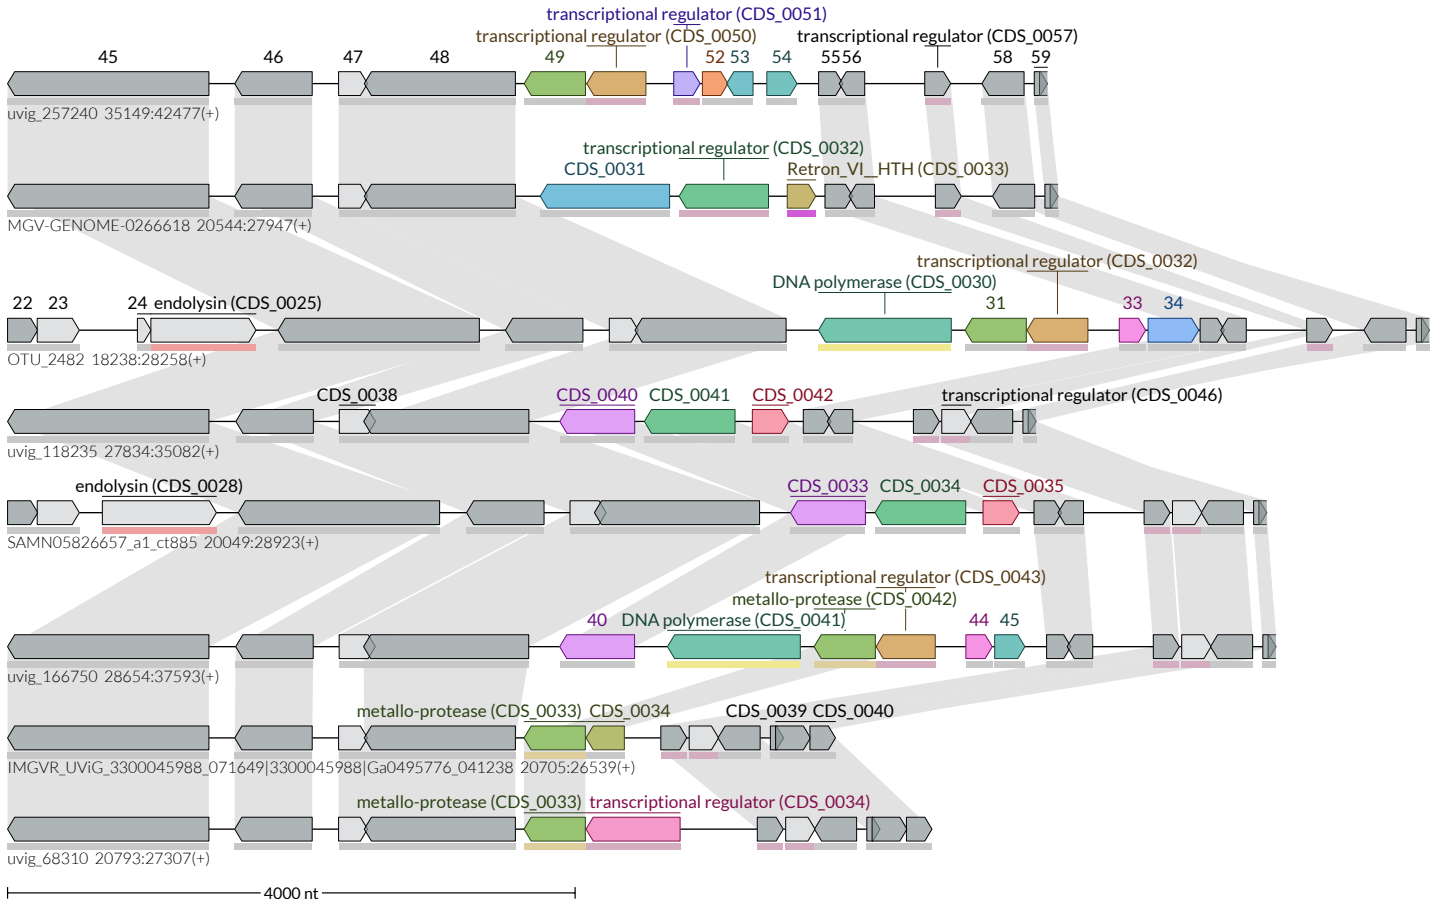 transcriptional regulator (CDS_0051)
transcriptional regulator (CDS_0050) transcriptional regulator (CDS_0057)
45 46 47 48 49 52 53 54 55 56 58 59
uvig_257240 35149:42477(+)
transcriptional regulator (CDS_0032)
CDS_0031 Retron_VI_HTH (CDS_0033)
MGV-GENOME-0266618 20544:27947(+)
transcriptional regulator (CDS_0032)
DNA polymerase (CDS_0030)
22 23 24 endolysin (CDS_0025) 31 33 34
OTU_2482 18238:28258(+)
CDS_0038 CDS_0040 CDS_0041 CDS_0042 transcriptional regulator (CDS_0046)
uvig_118235 27834:35082(+)
endolysin (CDS_0028) CDS_0033 CDS_0034 CDS_0035
SAMN05826657_a1_ct885 20049:28923(+)
transcriptional regulator (CDS_0043)
metallo-protease (CDS_0042)
40 DNA polymerase (CDS_0041) 44 45
uvig_166750 28654:37593(+)
metallo-protease (CDS_0033) CDS_0034 CDS_0039 CDS_0040
IMGVR_UViG_3300045988_071649|3300045988|Ga0495776_041238 20705:26539(+)
metallo-protease (CDS_0033) transcriptional regulator (CDS_0034)
uvig_68310 20793:27307(+)
4000 nt